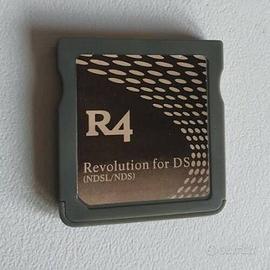 R4
Revolution for DS
(NDSL/NDS)